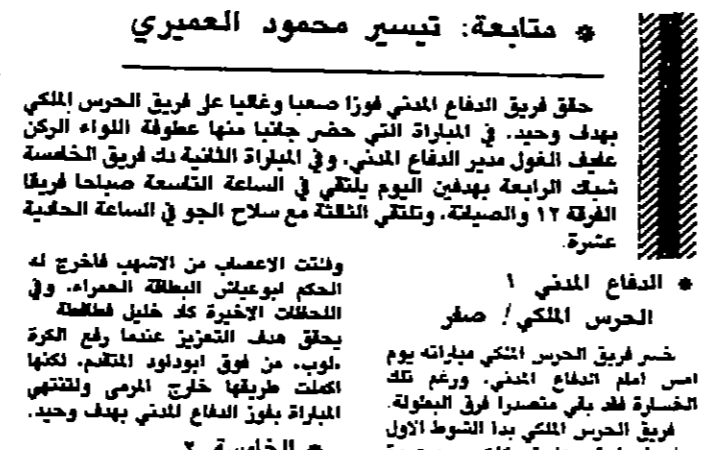 * متابعة: تيسير محمود العميري
حقق فريق الدفاع المدني فوزا صعبا وغاليا على فريق الحرس الملكي
بهدف وحيد. في المباراة التي حضر جانبا منها عطوفة اللواء الركن
عفيف الغول مدير الدفاع المدني. وفي المباراة الثانية دك فريق الخامسة
شباك الرابعة بهدفين اليوم يلتقي في الساعة التاسعة صباحا فريقا
الفرقة ١٢ والصيانة. وتلتقي الثالثة مع سلاح الجو في الساعة الحادية
عشرة.
* الدفاع المدني ١
الحرس الملكي/ صفر
خسر فريق الحرس الملكي مباراته يوم
امس امام الدفاع المدني. ورغم تلك
الخسارة فقد باقي متصدرا فرق البطولة.
فريق الحرس الملكي بدا الشوط الاول
وفلتت الاعصاب من الاشهب فاخرج له
الحكم ابوعياش البطاقة الحمراء. وفي
اللحظات الاخيرة كاد خليل فطافطة
يحقق هدف التعزيز عندما رفع الكرة
«لوب» من فوق ابوداود المتقدم. لكنها
اكملت طريقها خارج المرمى ولتنتهي
المباراة بفوز الدفاع المدني بهدف وحيد.
* الخامسة ٢